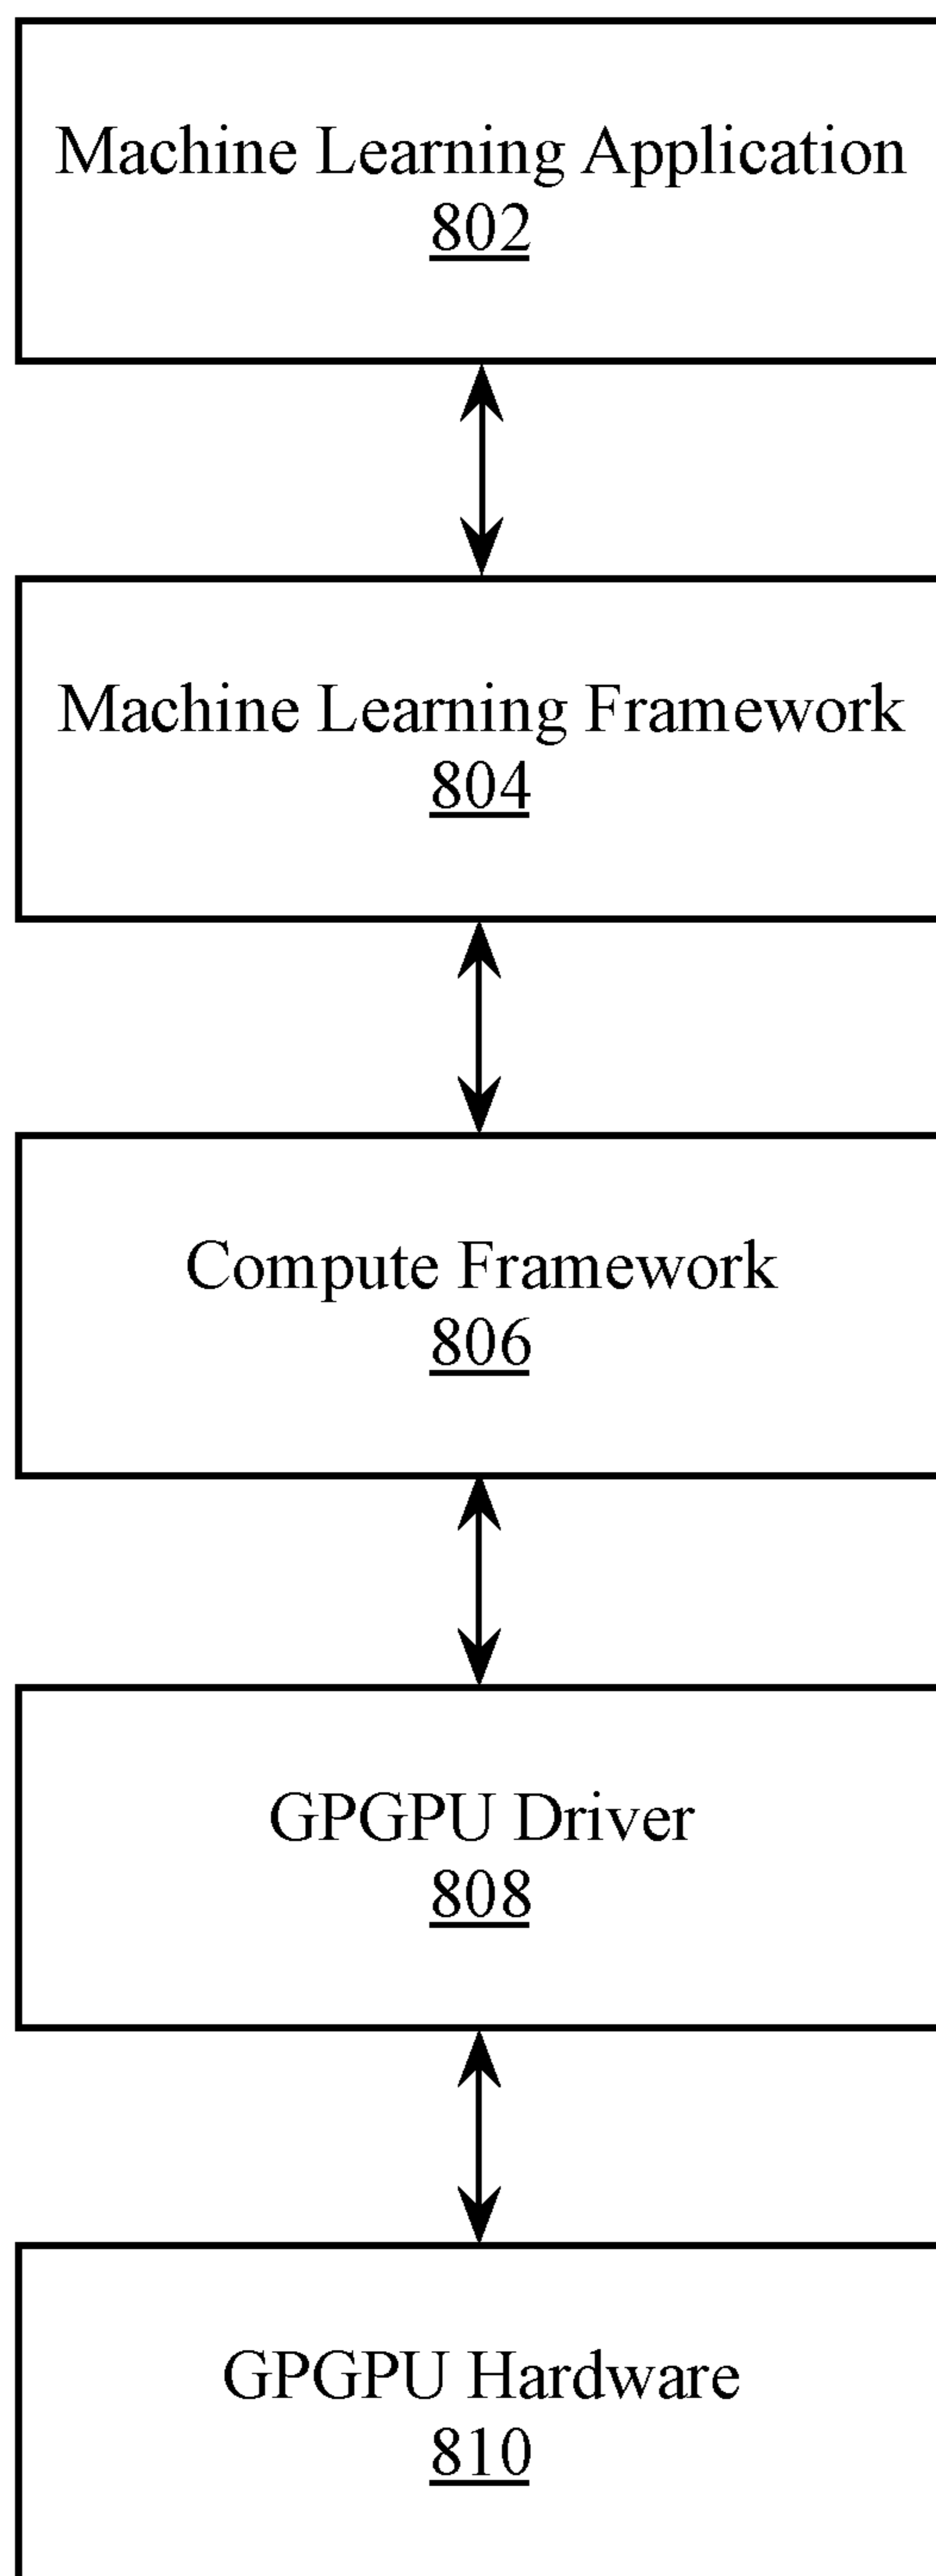 Machine Learning Application
802
Machine Learning Framework
804
Compute Framework
806
GPGPU Driver
808
GPGPU Hardware
810